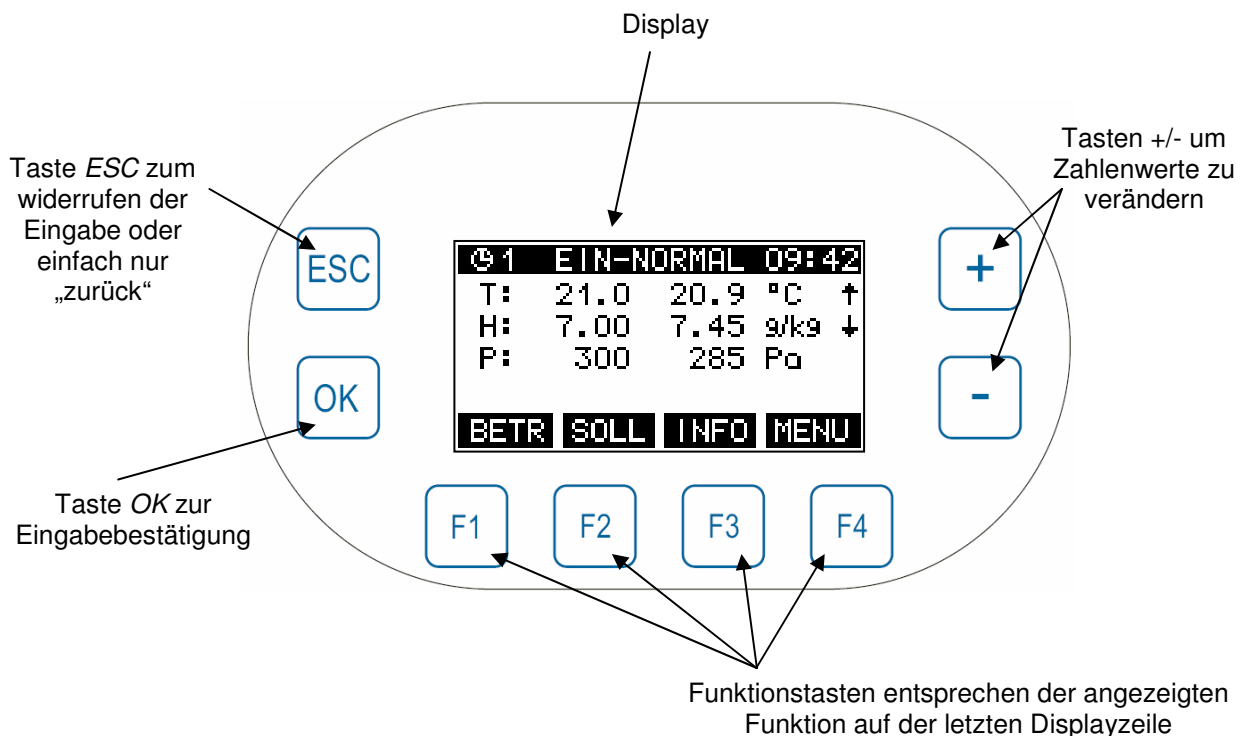 Display
Taste ESC zum
widerrufen der
Eingabe oder
einfach nur
„zurück“
Tasten +/- um
Zahlenwerte zu
verändern
ESC
OK
1 EIN-NORMAL 09:42
T: 21.0 20.9 °C ↑
H: 7.00 7.45 g/kg ↓
P: 300 285 Pa
BETR SOLL INFO MENU
+
-
Taste OK zur
Eingabebestätigung
F1 F2 F3 F4
Funktionstasten entsprechen der angezeigten
Funktion auf der letzten Displayzeile